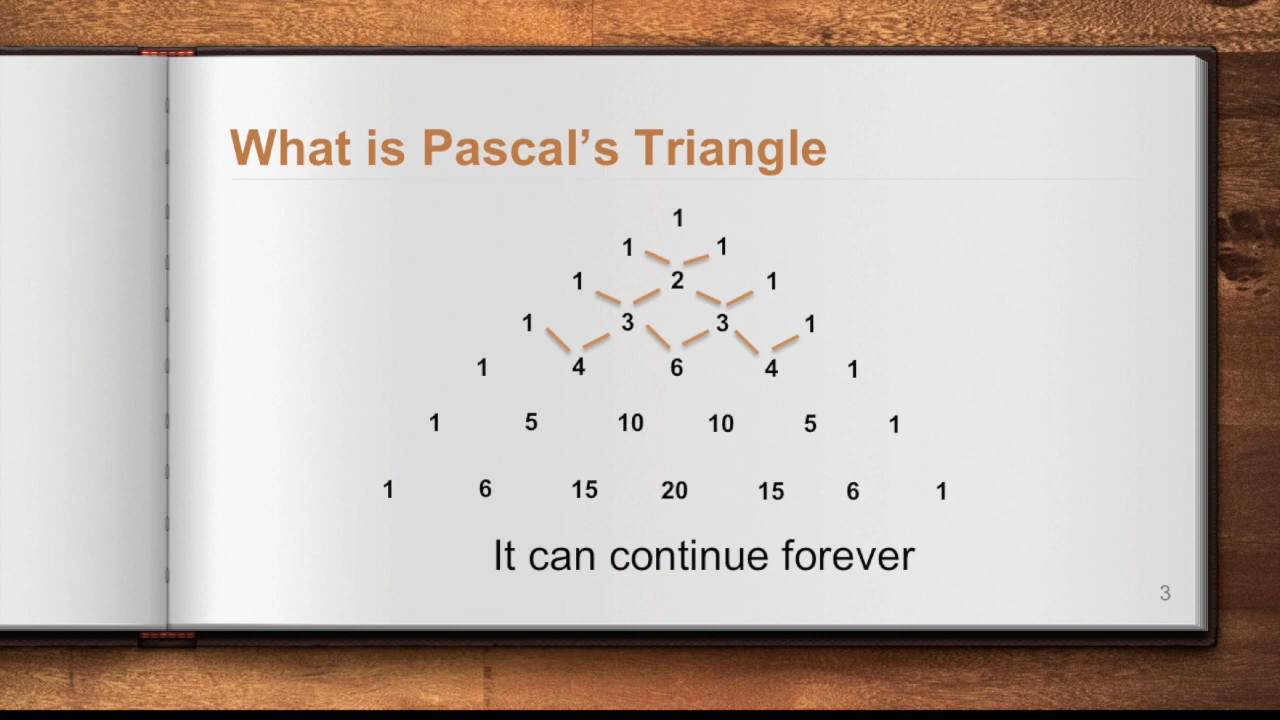 What is Pascal's Triangle
1
1 1
1 2 1
1 3 3 1
1 4 6 4 1
1 5 10 10 5 1
1 6 15 20 15 6 1
It can continue forever
3